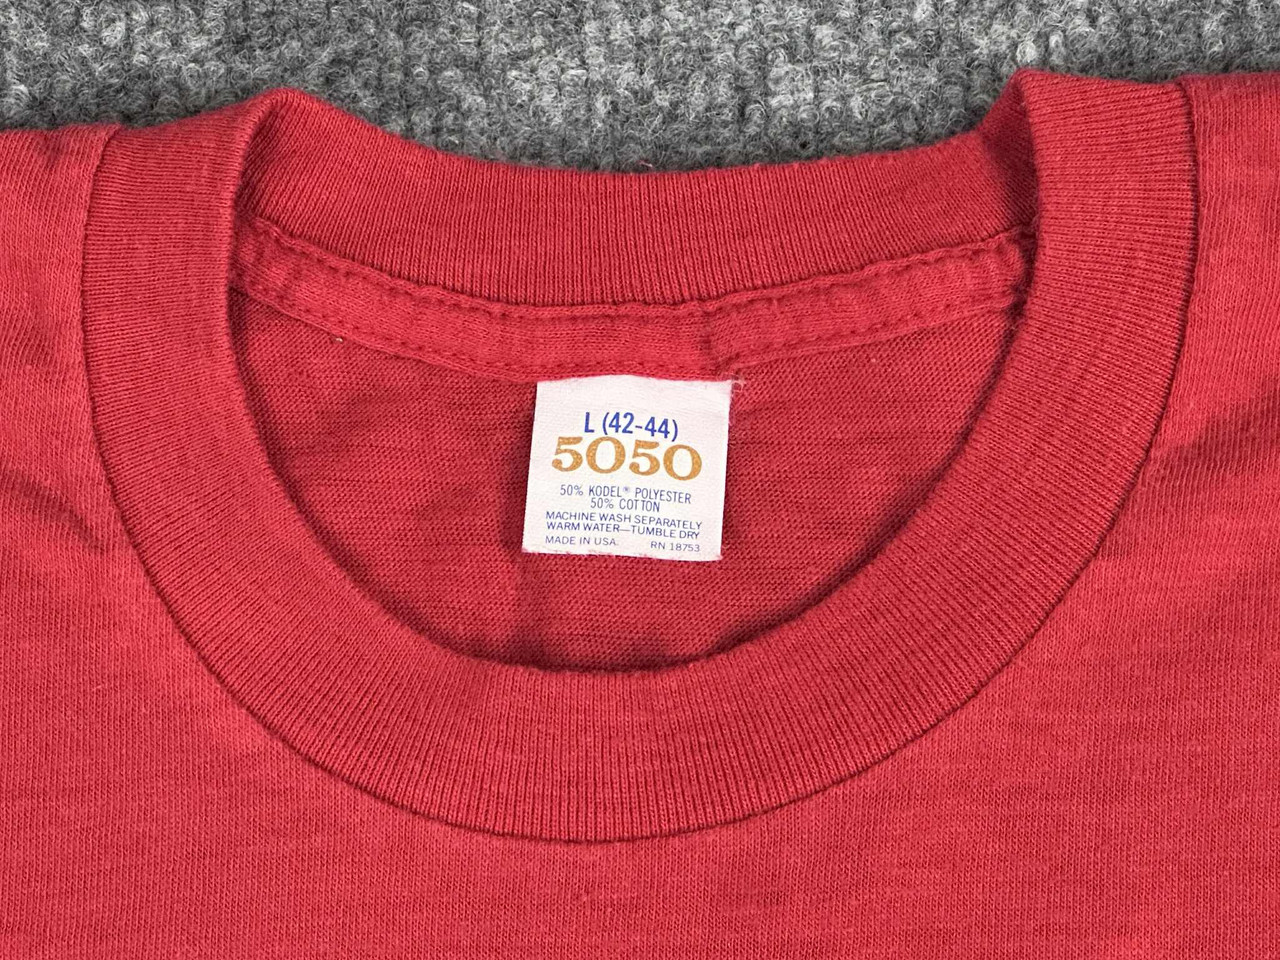 L (42-44)
5050
50% KODEL® POLYESTER
50% COTTON
MACHINE WASH SEPARATELY
WARM WATER—TUMBLE DRY
MADE IN USA. RN 18753